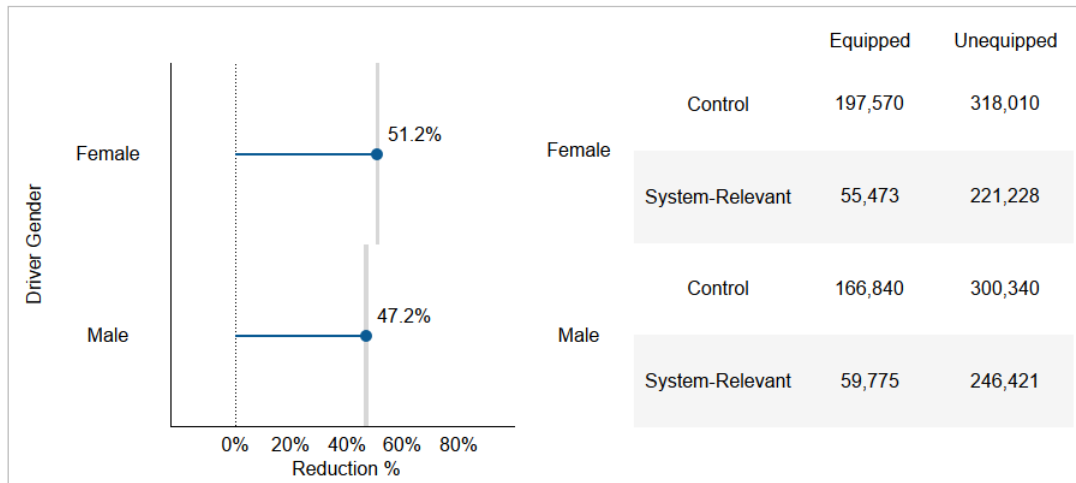 Equipped Unequipped
Control 197,570 318,010
Female
System-Relevant 55,473 221,228
Control 166,840 300,340
Male
System-Relevant 59,775 246,421
Driver Gender
Female
51.2%
Male
47.2%
0% 20% 40% 60% 80%
Reduction %